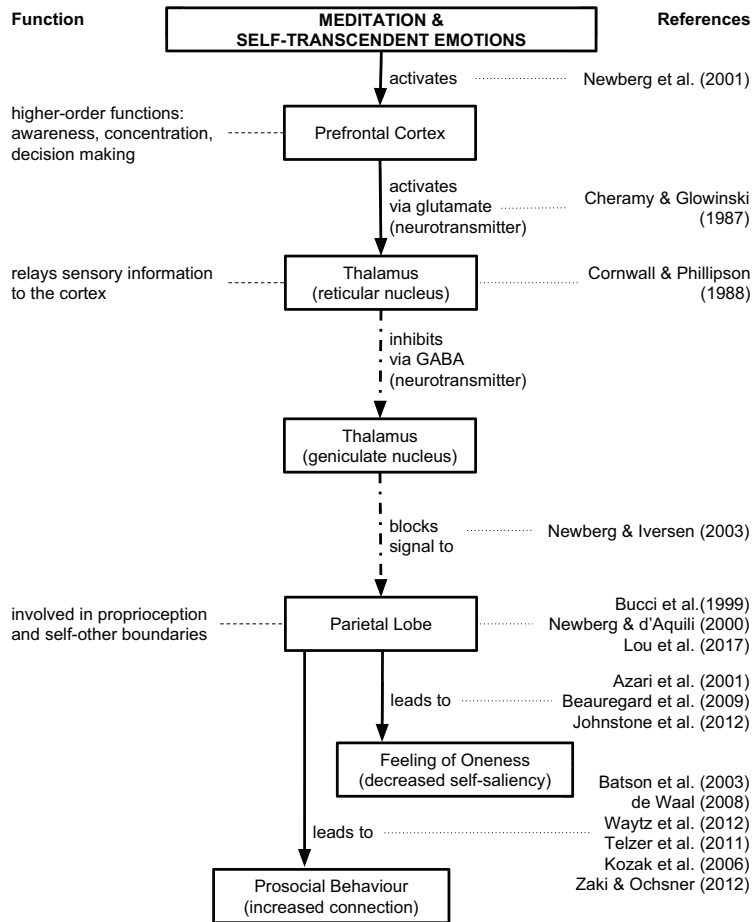 Function
MEDITATION &
SELF-TRANSCENDENT EMOTIONS
References
activates
Newberg et al. (2001)
higher-order functions:
awareness, concentration,
decision making
Prefrontal Cortex
activates
via glutamate
(neurotransmitter)
Cheramy & Glowinski
(1987)
relays sensory information
to the cortex
Thalamus
(reticular nucleus)
Cornwall & Phillipson
(1988)
inhibits
via GABA
(neurotransmitter)
Thalamus
(geniculate nucleus)
blocks
signal to
Newberg & Iversen (2003)
involved in proprioception
and self-other boundaries
Parietal Lobe
Bucci et al.(1999)
Newberg & d'Aquili (2000)
Lou et al. (2017)
leads to
Azari et al. (2001)
Beauregard et al. (2009)
Johnstone et al. (2012)
Feeling of Oneness
(decreased self-saliency)
leads to
Batson et al. (2003)
de Waal (2008)
Waytz et al. (2012)
Telzer et al. (2011)
Kozak et al. (2006)
Zaki & Ochsner (2012)
Prosocial Behaviour
(increased connection)